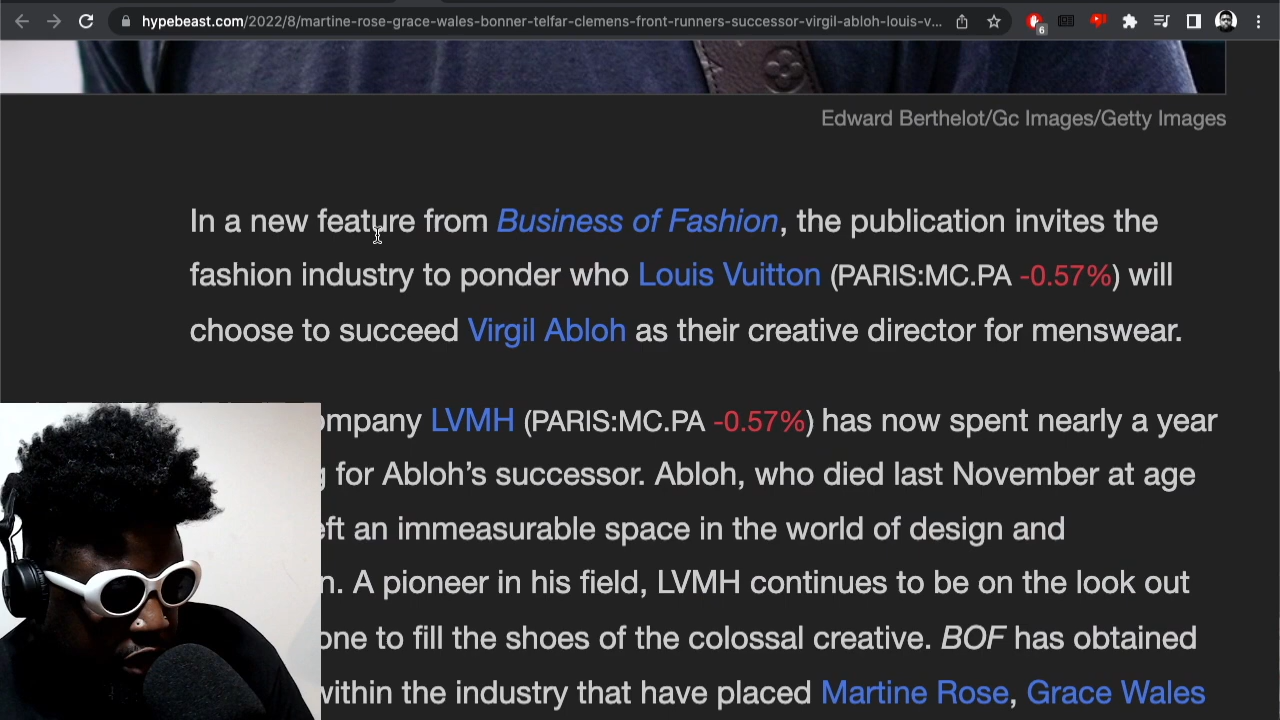 hypebeast.com/2022/8/martine-rose-grace-wales-bonner-telfar-clemens-front-runners-successor-virgil-abloh-louis-v...
6
Edward Berthelot/Gc Images/Getty Images
In a new feature from Business of Fashion, the publication invites the
fashion industry to ponder who Louis Vuitton (PARIS:MC.PA -0.57%) will
choose to succeed Virgil Abloh as their creative director for menswear.
ompany LVMH (PARIS:MC.PA -0.57%) has now spent nearly a year
g for Abloh’s successor. Abloh, who died last November at age
eft an immeasurable space in the world of design and
n. A pioneer in his field, LVMH continues to be on the look out
one to fill the shoes of the colossal creative. BOF has obtained
within the industry that have placed Martine Rose, Grace Wales